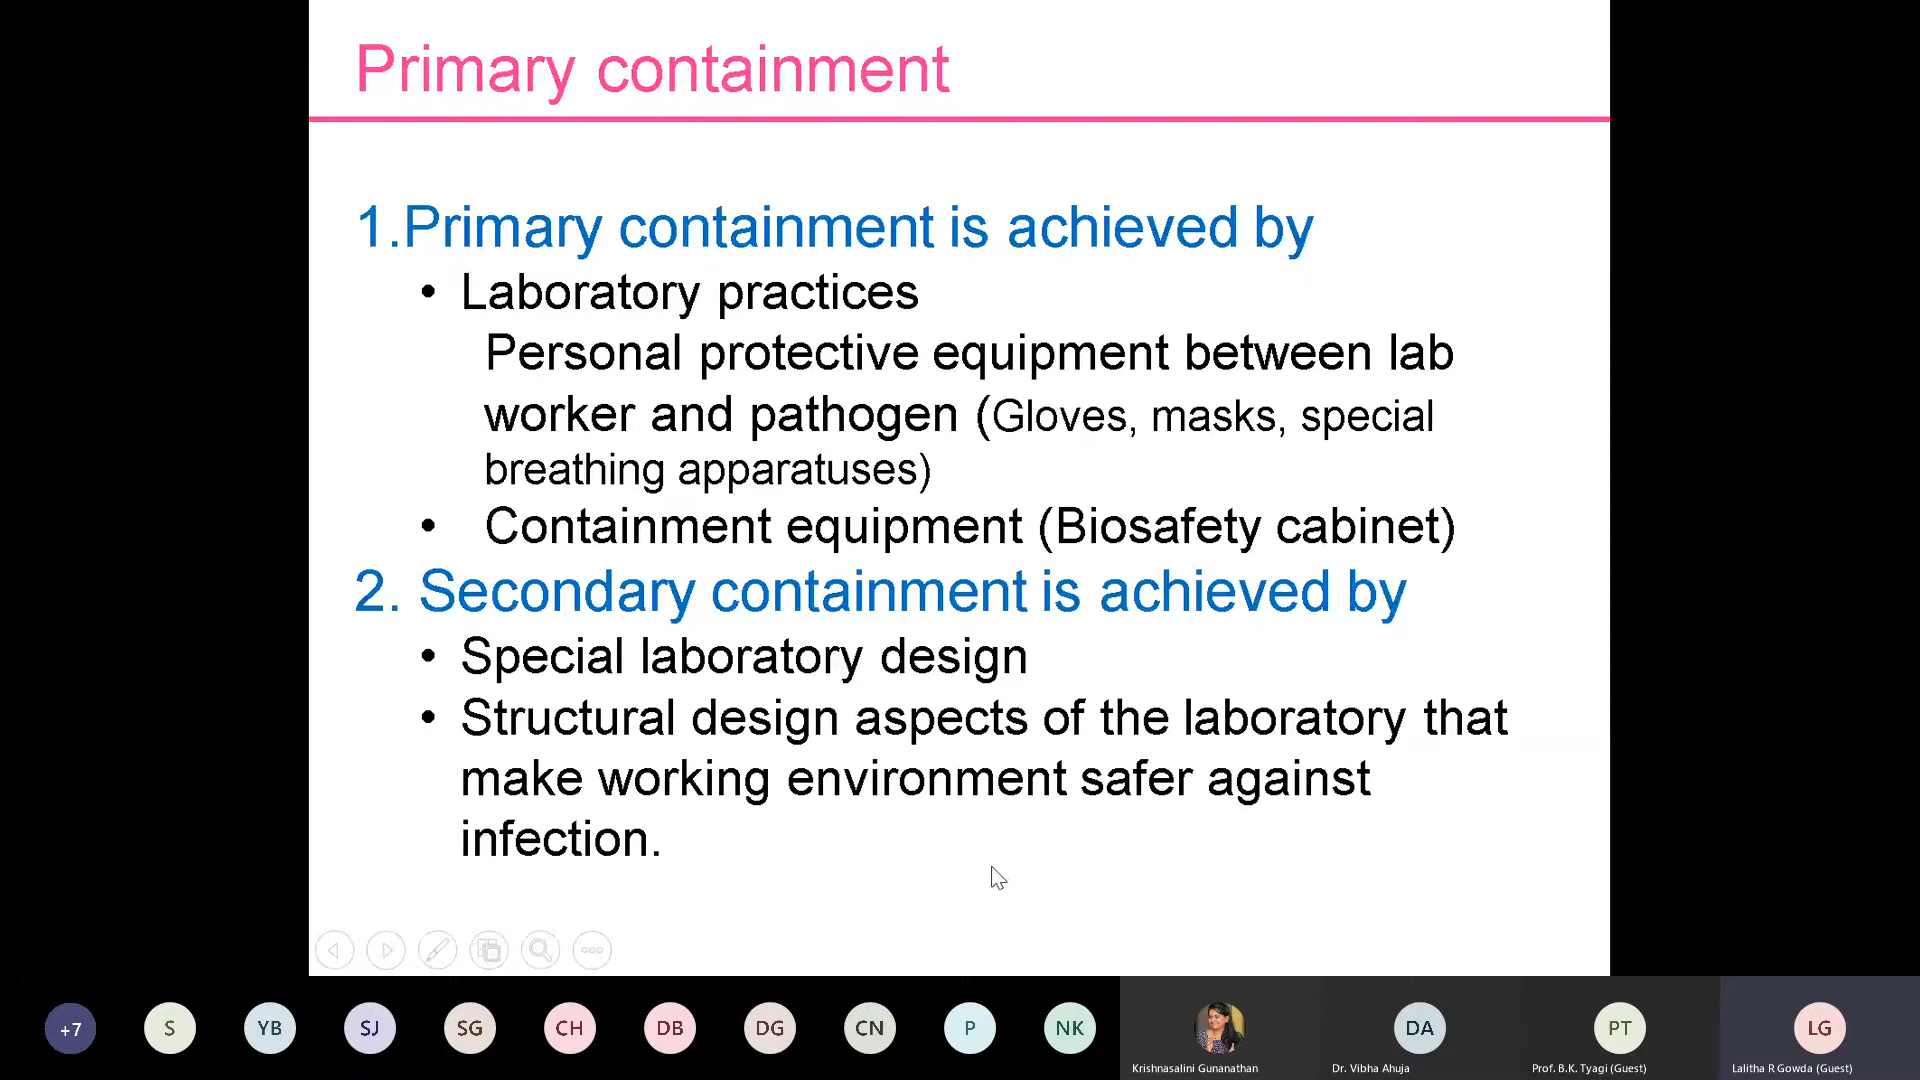 Primary containment
1.Primary containment is achieved by
• Laboratory practices
Personal protective equipment between lab
worker and pathogen (Gloves, masks, special
breathing apparatuses)
• Containment equipment (Biosafety cabinet)
2. Secondary containment is achieved by
• Special laboratory design
• Structural design aspects of the laboratory that
make working environment safer against
infection.
+7 S YB SJ SG CH DB DG CN P NK DA PT LG
Krishnasalini Gunanathan Dr. Vibha Ahuja Prof. B.K. Tyagi (Guest) Lalitha R Gowda (Guest)